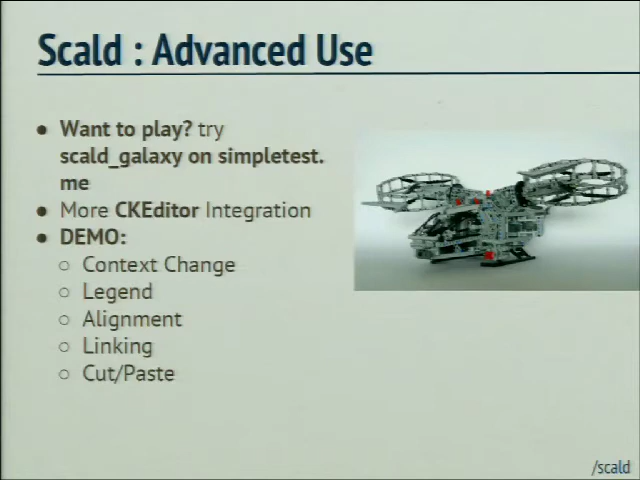 Scald : Advanced Use
● Want to play? try
scald_galaxy on simpletest.
me
● More CKEditor Integration
● DEMO:
○ Context Change
○ Legend
○ Alignment
○ Linking
○ Cut/Paste
/scald